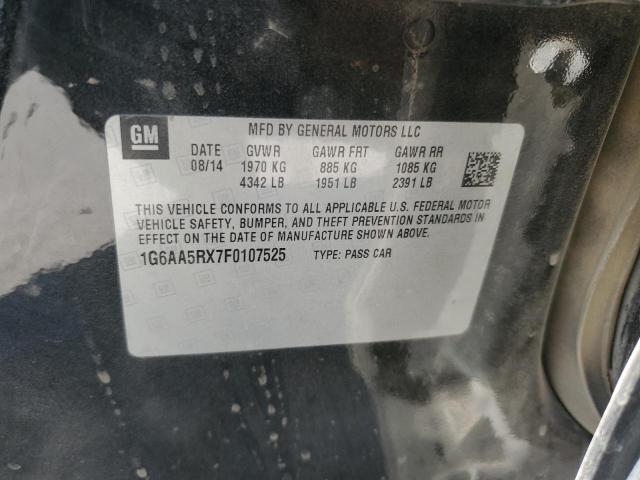 GM
MFD BY GENERAL MOTORS LLC
DATE GVWR GAWR FRT GAWR RR
08/14 1970 KG 885 KG 1085 KG
4342 LB 1951 LB 2391 LB
THIS VEHICLE CONFORMS TO ALL APPLICABLE U.S. FEDERAL MOTOR
VEHICLE SAFETY, BUMPER, AND THEFT PREVENTION STANDARDS IN
EFFECT ON THE DATE OF MANUFACTURE SHOWN ABOVE.
1G6AA5RX7F0107525 TYPE: PASS CAR